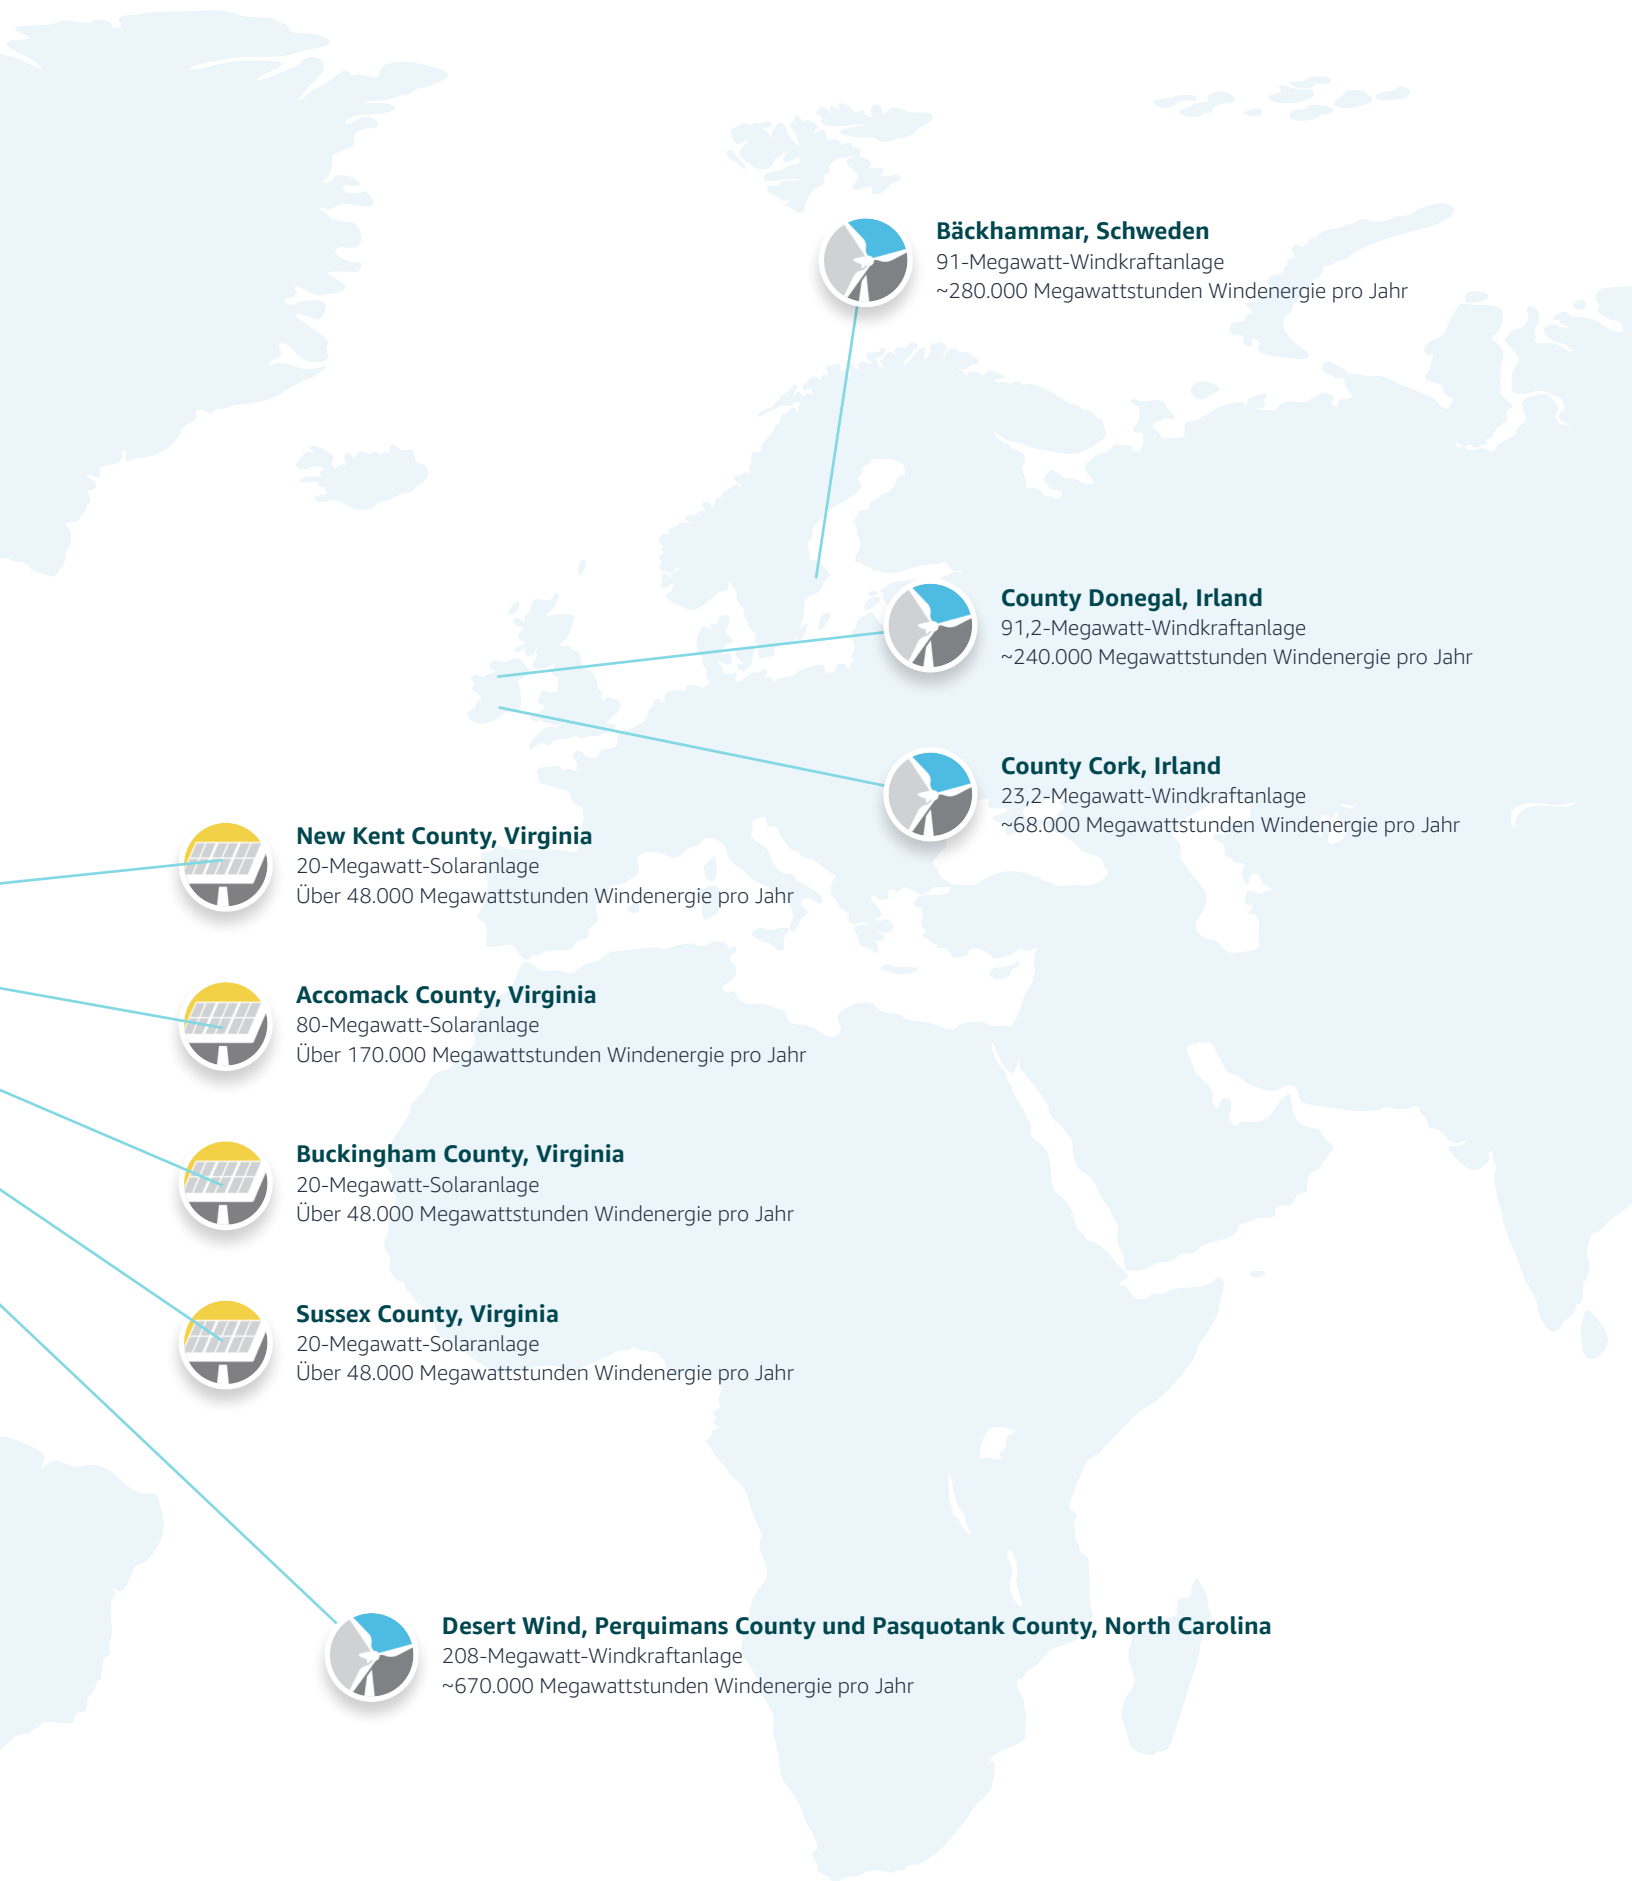 Bäckhammar, Schweden
91-Megawatt-Windkraftanlage
~280.000 Megawattstunden Windenergie pro Jahr
County Donegal, Irland
91,2-Megawatt-Windkraftanlage
~240.000 Megawattstunden Windenergie pro Jahr
County Cork, Irland
23,2-Megawatt-Windkraftanlage
~68.000 Megawattstunden Windenergie pro Jahr
New Kent County, Virginia
20-Megawatt-Solaranlage
Über 48.000 Megawattstunden Windenergie pro Jahr
Accomack County, Virginia
80-Megawatt-Solaranlage
Über 170.000 Megawattstunden Windenergie pro Jahr
Buckingham County, Virginia
20-Megawatt-Solaranlage
Über 48.000 Megawattstunden Windenergie pro Jahr
Sussex County, Virginia
20-Megawatt-Solaranlage
Über 48.000 Megawattstunden Windenergie pro Jahr
Desert Wind, Perquimans County und Pasquotank County, North Carolina
208-Megawatt-Windkraftanlage
~670.000 Megawattstunden Windenergie pro Jahr